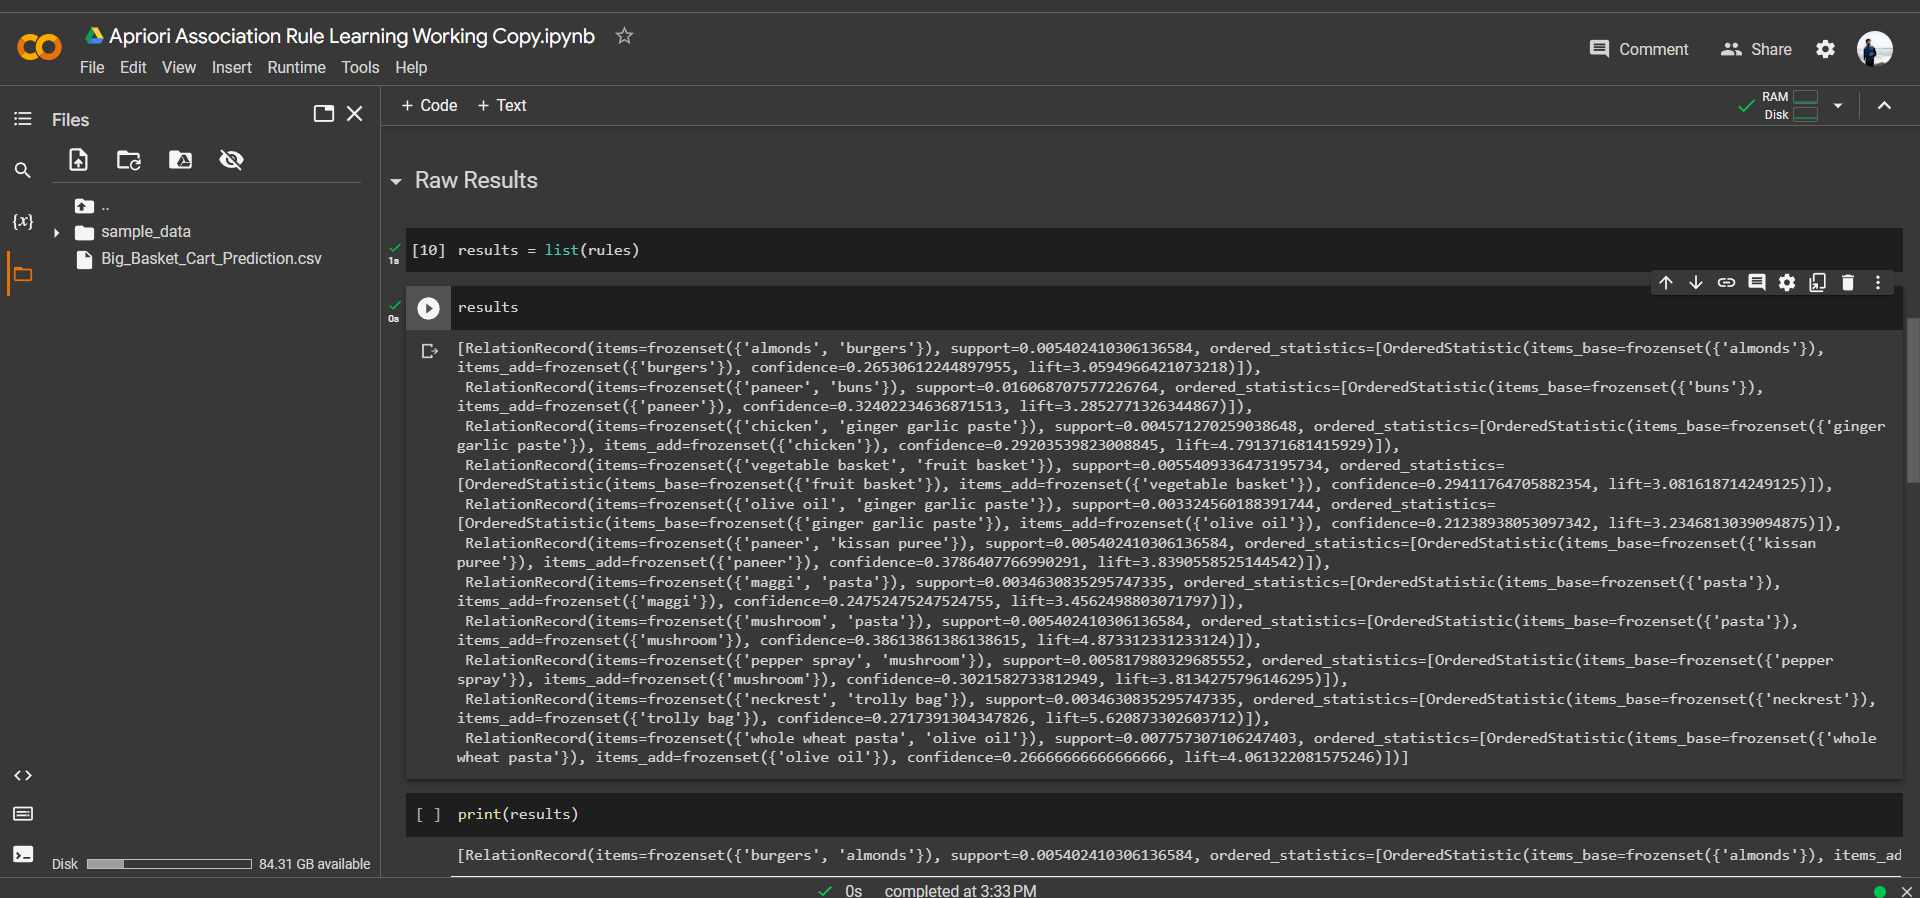 Apriori Association Rule Learning Working Copy.ipynb
File Edit View Insert Runtime Tools Help
Comment Share
Files
+ Code + Text
RAM
Disk
..
sample_data
Big_Basket_Cart_Prediction.csv
{x}
Raw Results
1s
[10] results = list(rules)
0s
results
[RelationRecord(items=frozenset({'almonds', 'burgers'}), support=0.005402410306136584, ordered_statistics=[OrderedStatistic(items_base=frozenset({'almonds'}),
items_add=frozenset({'burgers'}), confidence=0.26530612244897955, lift=3.0594966421073218)]),
RelationRecord(items=frozenset({'paneer', 'buns'}), support=0.016068707577226764, ordered_statistics=[OrderedStatistic(items_base=frozenset({'buns'}),
items_add=frozenset({'paneer'}), confidence=0.32402234636871513, lift=3.2852771326344867)]),
RelationRecord(items=frozenset({'chicken', 'ginger garlic paste'}), support=0.004571270259038648, ordered_statistics=[OrderedStatistic(items_base=frozenset({'ginger
garlic paste'}), items_add=frozenset({'chicken'}), confidence=0.29203539823008845, lift=4.791371681415929)]),
RelationRecord(items=frozenset({'vegetable basket', 'fruit basket'}), support=0.0055409336473195734, ordered_statistics=
[OrderedStatistic(items_base=frozenset({'fruit basket'}), items_add=frozenset({'vegetable basket'}), confidence=0.29411764705882354, lift=3.081618714249125)]),
RelationRecord(items=frozenset({'olive oil', 'ginger garlic paste'}), support=0.003324560188391744, ordered_statistics=
[OrderedStatistic(items_base=frozenset({'ginger garlic paste'}), items_add=frozenset({'olive oil'}), confidence=0.21238938053097342, lift=3.2346813039094875)]),
RelationRecord(items=frozenset({'paneer', 'kissan puree'}), support=0.005402410306136584, ordered_statistics=[OrderedStatistic(items_base=frozenset({'kissan
puree'}), items_add=frozenset({'paneer'}), confidence=0.3786407766990291, lift=3.8390558525144542)]),
RelationRecord(items=frozenset({'maggi', 'pasta'}), support=0.0034630835295747335, ordered_statistics=[OrderedStatistic(items_base=frozenset({'pasta'}),
items_add=frozenset({'maggi'}), confidence=0.24752475247524755, lift=3.4562498803071797)]),
RelationRecord(items=frozenset({'mushroom', 'pasta'}), support=0.005402410306136584, ordered_statistics=[OrderedStatistic(items_base=frozenset({'pasta'}),
items_add=frozenset({'mushroom'}), confidence=0.38613861386138615, lift=4.873312331233124)]),
RelationRecord(items=frozenset({'pepper spray', 'mushroom'}), support=0.005817980329685552, ordered_statistics=[OrderedStatistic(items_base=frozenset({'pepper
spray'}), items_add=frozenset({'mushroom'}), confidence=0.3021582733812949, lift=3.8134275796146295)]),
RelationRecord(items=frozenset({'neckrest', 'trolly bag'}), support=0.0034630835295747335, ordered_statistics=[OrderedStatistic(items_base=frozenset({'neckrest'}),
items_add=frozenset({'trolly bag'}), confidence=0.2717391304347826, lift=5.620873302603712)]),
RelationRecord(items=frozenset({'whole wheat pasta', 'olive oil'}), support=0.007757307106247403, ordered_statistics=[OrderedStatistic(items_base=frozenset({'whole
wheat pasta'}), items_add=frozenset({'olive oil'}), confidence=0.26666666666666666, lift=4.061322081575246)])]
[ ] print(results)
[RelationRecord(items=frozenset({'burgers', 'almonds'}), support=0.005402410306136584, ordered_statistics=[OrderedStatistic(items_base=frozenset({'almonds'}), items_ad
Disk 84.31 GB available
0s completed at 3:33 PM